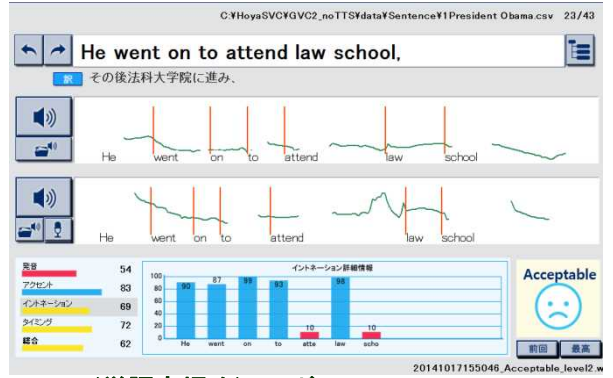 C:¥HoyaSVC¥GVC2_noTTS¥data¥Sentence¥1President Obama.csv 23/43
He went on to attend law school,
訳 その後法科大学院に進み、
He went on to attend law school
He went on to attend law school
発音 54
アクセント 83
イントネーション 69
タイミング 72
総合 62
イントネーション詳細情報
100
80
60
40
20
0
90 87 99 93 10 98 10
He went on to atte law scho
Acceptable
前回 最高
20141017155046_Acceptable_level2.w